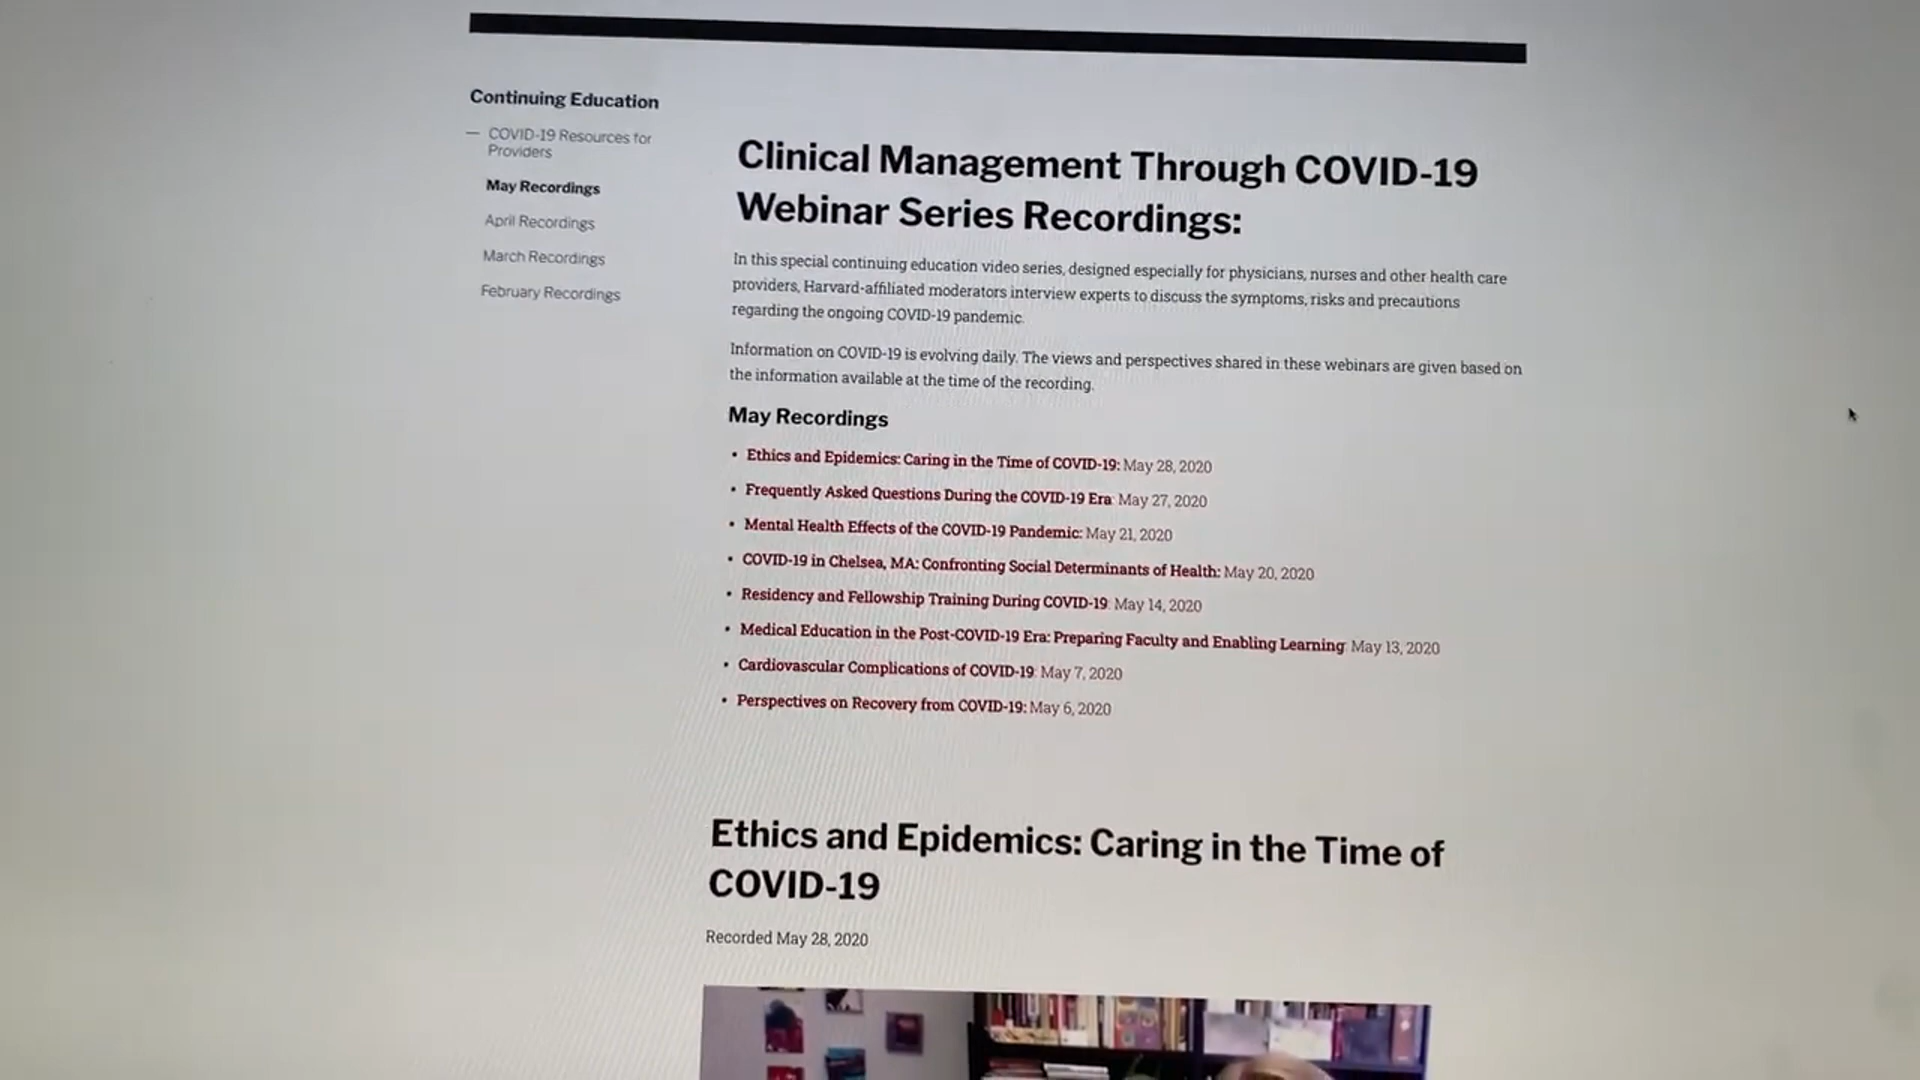 Continuing Education
— COVID-19 Resources for
Providers
May Recordings
April Recordings
March Recordings
February Recordings
Clinical Management Through COVID-19
Webinar Series Recordings:
In this special continuing education video series, designed especially for physicians, nurses and other health care
providers, Harvard-affiliated moderators interview experts to discuss the symptoms, risks and precautions
regarding the ongoing COVID-19 pandemic.
Information on COVID-19 is evolving daily. The views and perspectives shared in these webinars are given based on
the information available at the time of the recording.
May Recordings
• Ethics and Epidemics: Caring in the Time of COVID-19: May 28, 2020
• Frequently Asked Questions During the COVID-19 Era: May 27, 2020
• Mental Health Effects of the COVID-19 Pandemic: May 21, 2020
• COVID-19 in Chelsea, MA: Confronting Social Determinants of Health: May 20, 2020
• Residency and Fellowship Training During COVID-19: May 14, 2020
• Medical Education in the Post-COVID-19 Era: Preparing Faculty and Enabling Learning: May 13, 2020
• Cardiovascular Complications of COVID-19: May 7, 2020
• Perspectives on Recovery from COVID-19: May 6, 2020
Ethics and Epidemics: Caring in the Time of
COVID-19
Recorded May 28, 2020